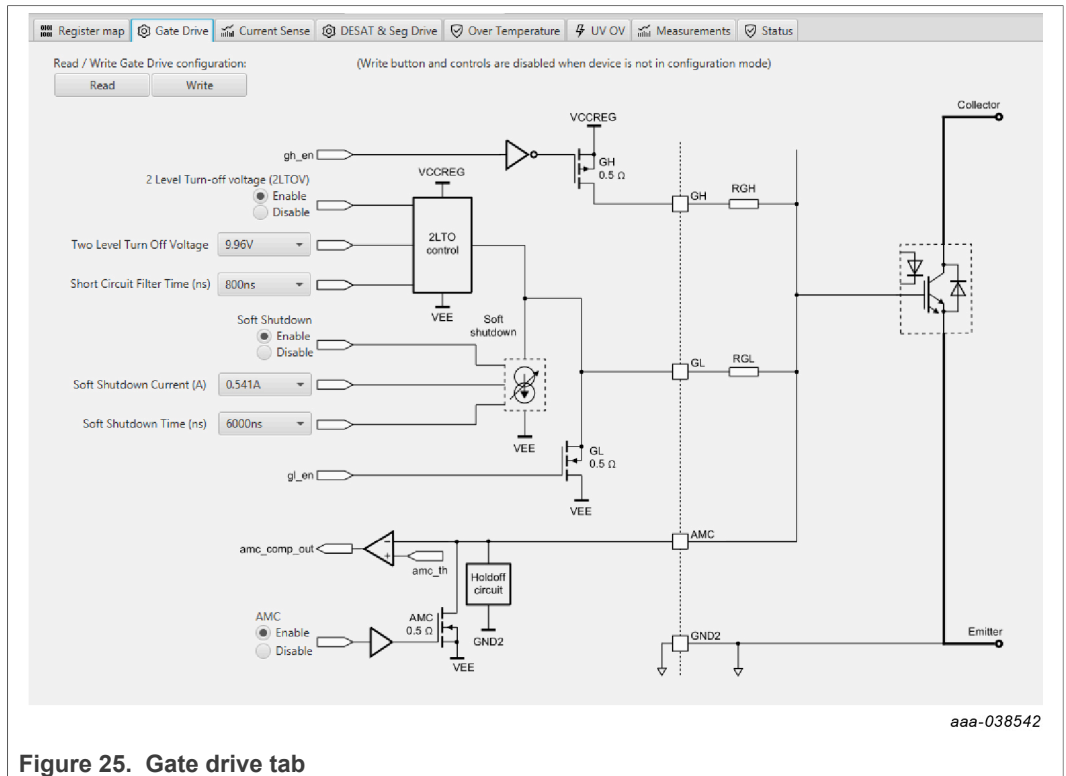 Register map Gate Drive Current Sense DESAT & Seg Drive Over Temperature UV OV Measurements Status
Read / Write Gate Drive configuration:
(Write button and controls are disabled when device is not in configuration mode)
Read Write
Collector
VCCREG
gh_en
GH
0.5 Ω
VCCREG
2 Level Turn-off voltage (2LTOV)
Enable
Disable
GH
RGH
Two Level Turn Off Voltage 9.96V
2LTO
control
Short Circuit Filter Time (ns) 800ns
VEE
Soft
shutdown
Soft Shutdown
Enable
Disable
GL
RGL
Soft Shutdown Current (A) 0.541A
Soft Shutdown Time (ns) 6000ns
VEE
GL
0.5 Ω
gl_en
VEE
AMC
amc_comp_out
-
+
amc_th
Holdoff
circuit
AMC
Enable
Disable
AMC
0.5 Ω
GND2
VEE
GND2
Emitter
aaa-038542
Figure 25. Gate drive tab